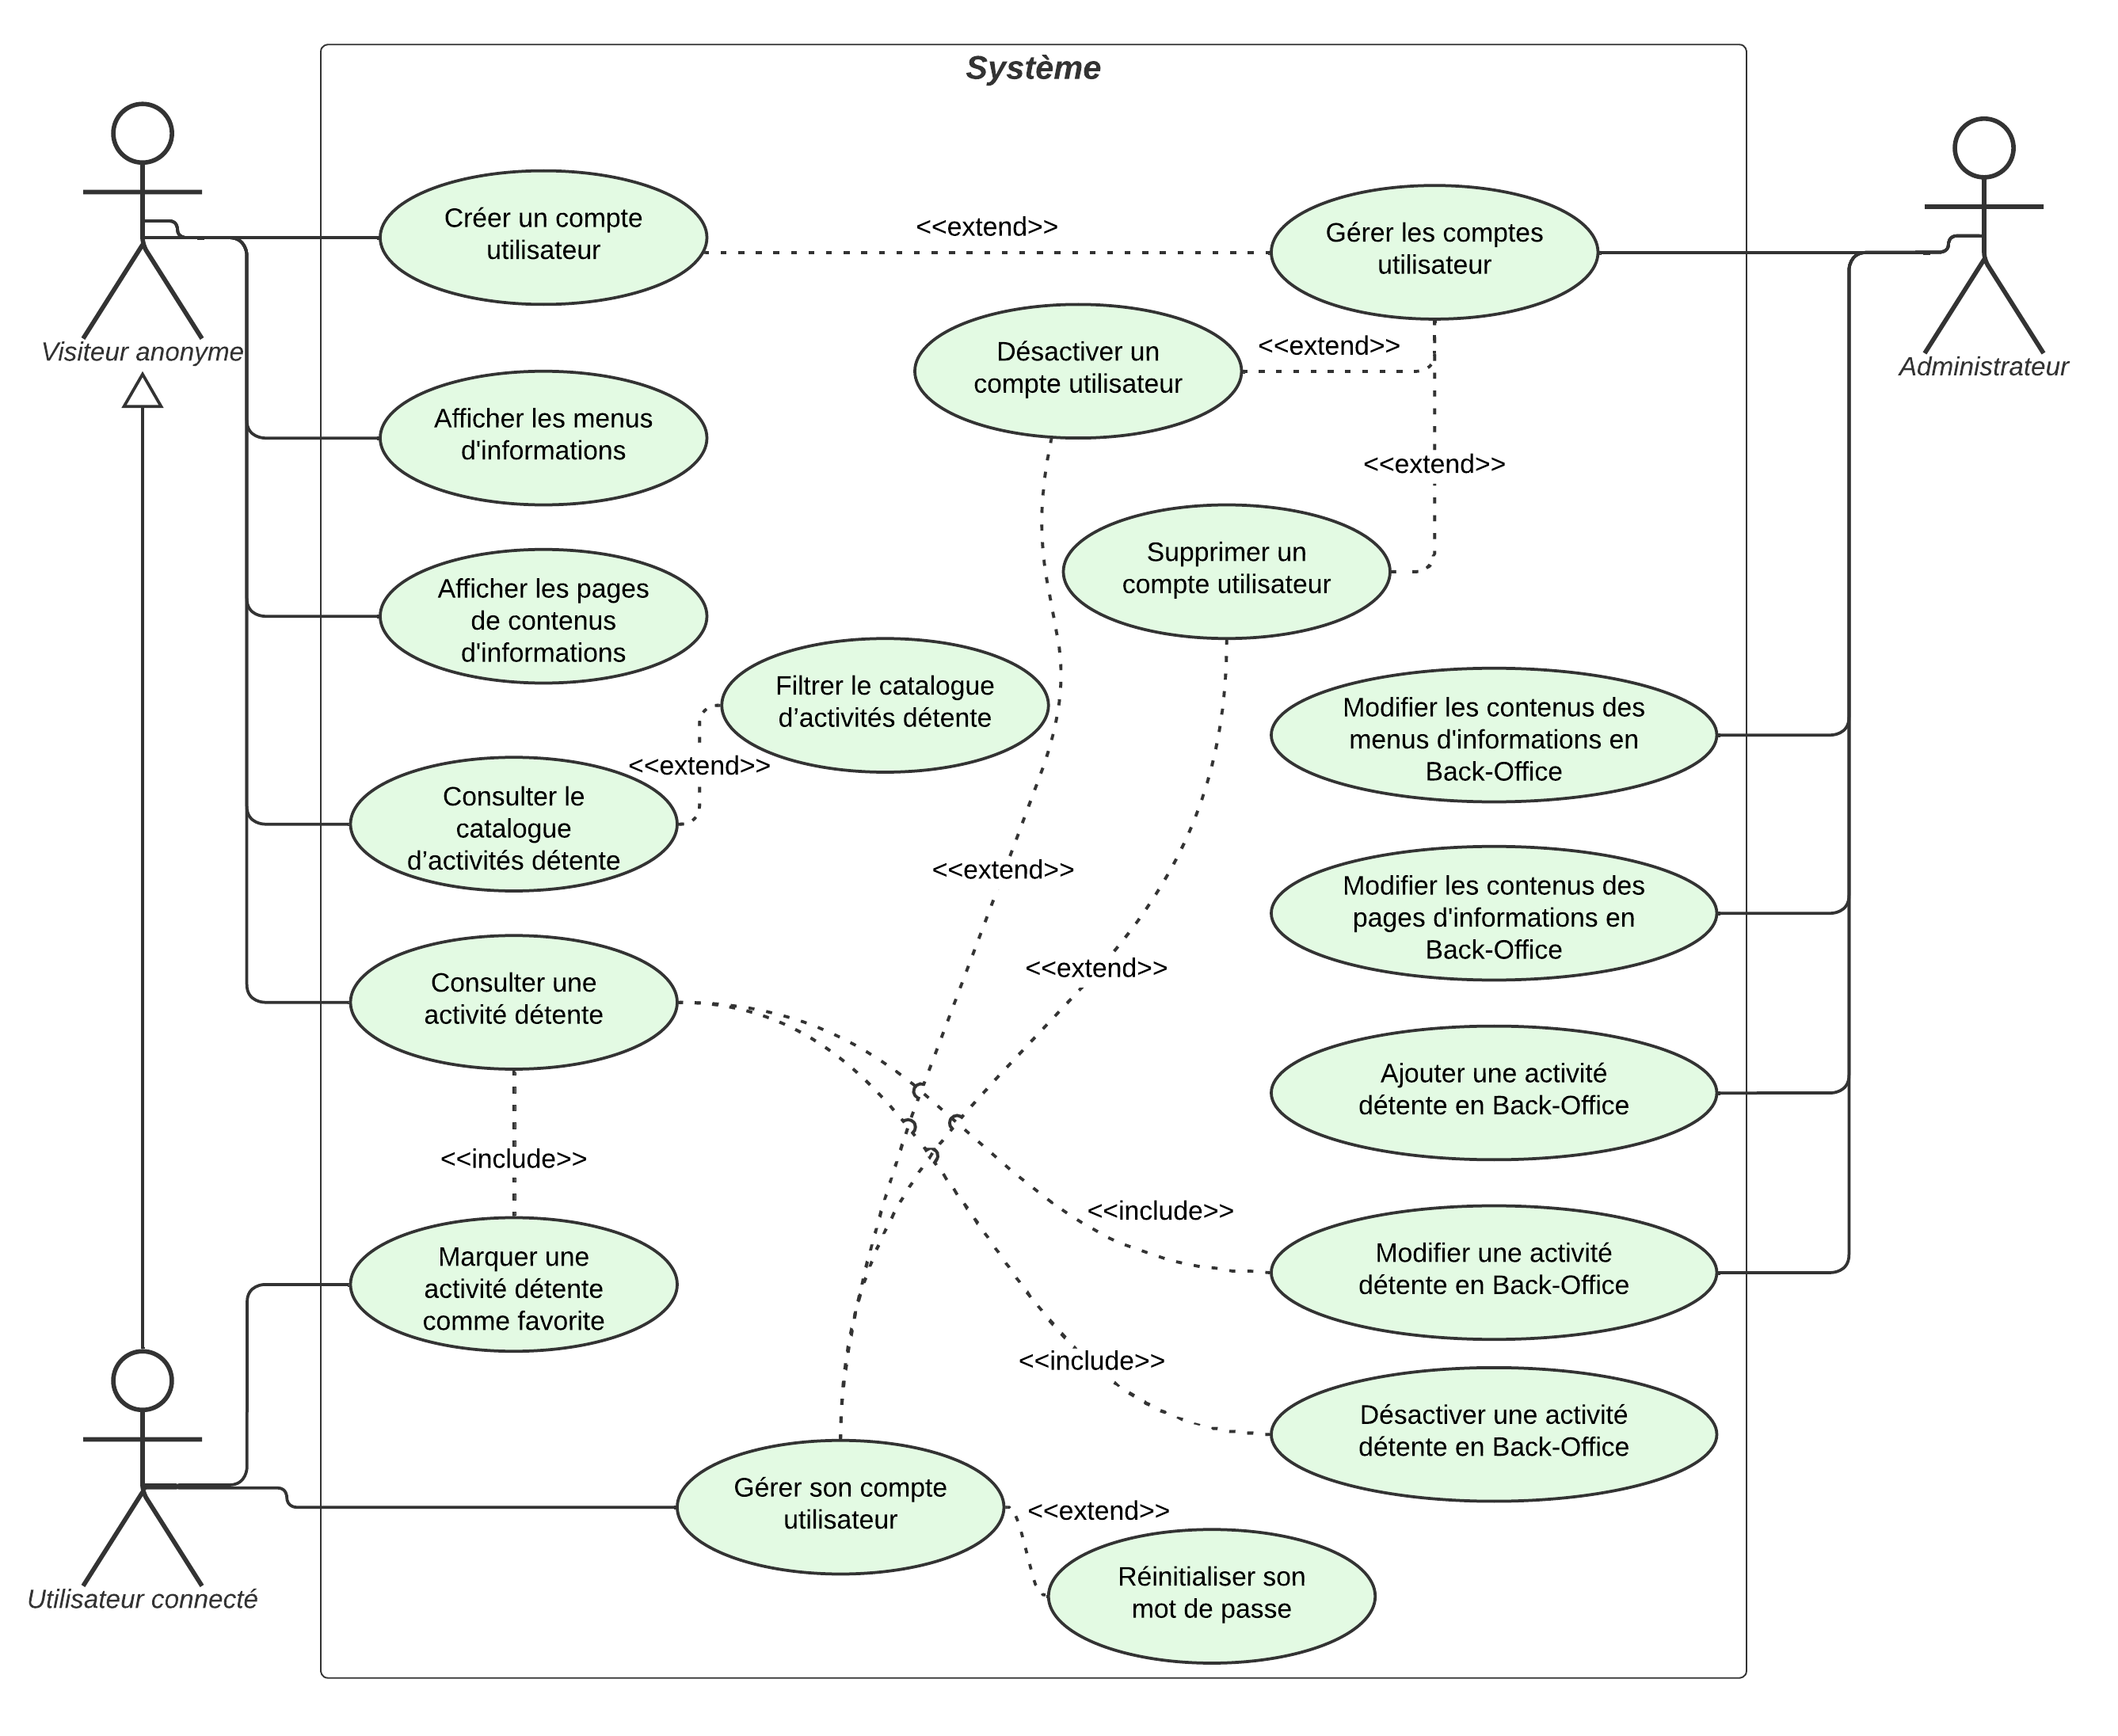 Système
Visiteur anonyme
Administrateur
Créer un compte
utilisateur
<<extend>>
Gérer les comptes
utilisateur
Désactiver un
compte utilisateur
<<extend>>
Afficher les menus
d'informations
<<extend>>
Supprimer un
compte utilisateur
Afficher les pages
de contenus
d'informations
Filtrer le catalogue
d’activités détente
<<extend>>
Modifier les contenus des
menus d'informations en
Back-Office
Consulter le
catalogue
d’activités détente
<<extend>>
Modifier les contenus des
pages d'informations en
Back-Office
<<extend>>
Consulter une
activité détente
Ajouter une activité
détente en Back-Office
<<include>>
<<include>>
Modifier une activité
détente en Back-Office
Marquer une
activité détente
comme favorite
<<include>>
Désactiver une activité
détente en Back-Office
Gérer son compte
utilisateur
<<extend>>
Réinitialiser son
mot de passe
Utilisateur connecté